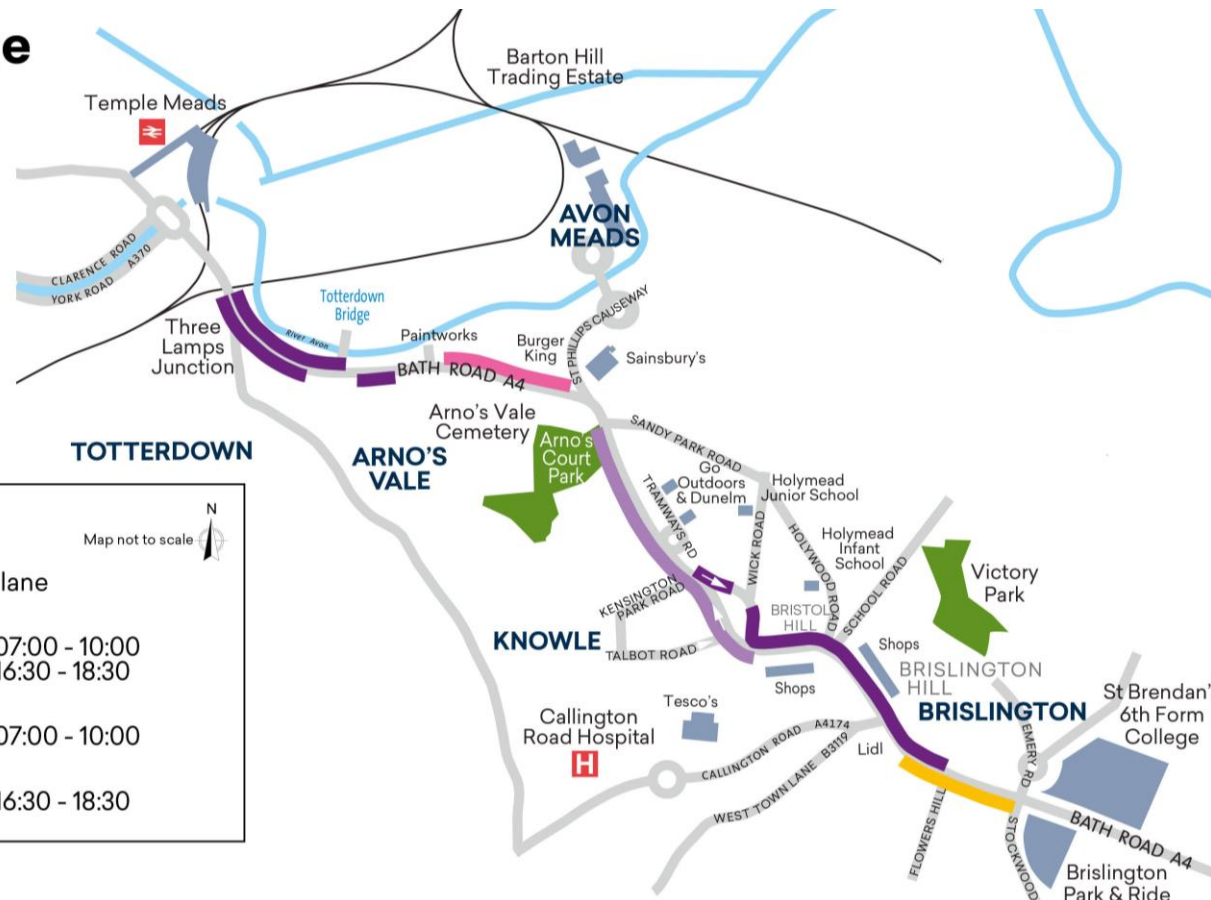 e
Temple Meads
Barton Hill
Trading Estate
AVON
MEADS
CLARENCE ROAD
YORK ROAD
A370
Three
Lamps
Junction
River Avon
Totterdown
Bridge
Paintworks
Burger
King
ST PHILLIPS CAUSEWAY
Sainsbury's
BATH ROAD A4
Arno's Vale
Cemetery
Arno's
Court
Park
TOTTERDOWN
ARNO'S
VALE
SANDY PARK ROAD
Go
Outdoors
& Dunelm
TRAMWAYS RD
Holymead
Junior School
WICK ROAD
HOLYWOOD ROAD
Holymead
Infant
School
SCHOOL ROAD
Victory
Park
N
Map not to scale
lane
07:00 - 10:00
16:30 - 18:30
07:00 - 10:00
16:30 - 18:30
KENSINGTON
PARK ROAD
KNOWLE
TALBOT ROAD
BRISTOL
HILL
Shops
Shops
BRISLINGTON
HILL
BRISLINGTON
Tesco's
Callington
Road Hospital
H
CALLINGTON ROAD
A4174
WEST TOWN LANE
B3119
Lidl
EMERY RD
St Brendan'
6th Form
College
FLOWERS HILL
STOCKWOOD
BATH ROAD A4
Brislington
Park & Ride